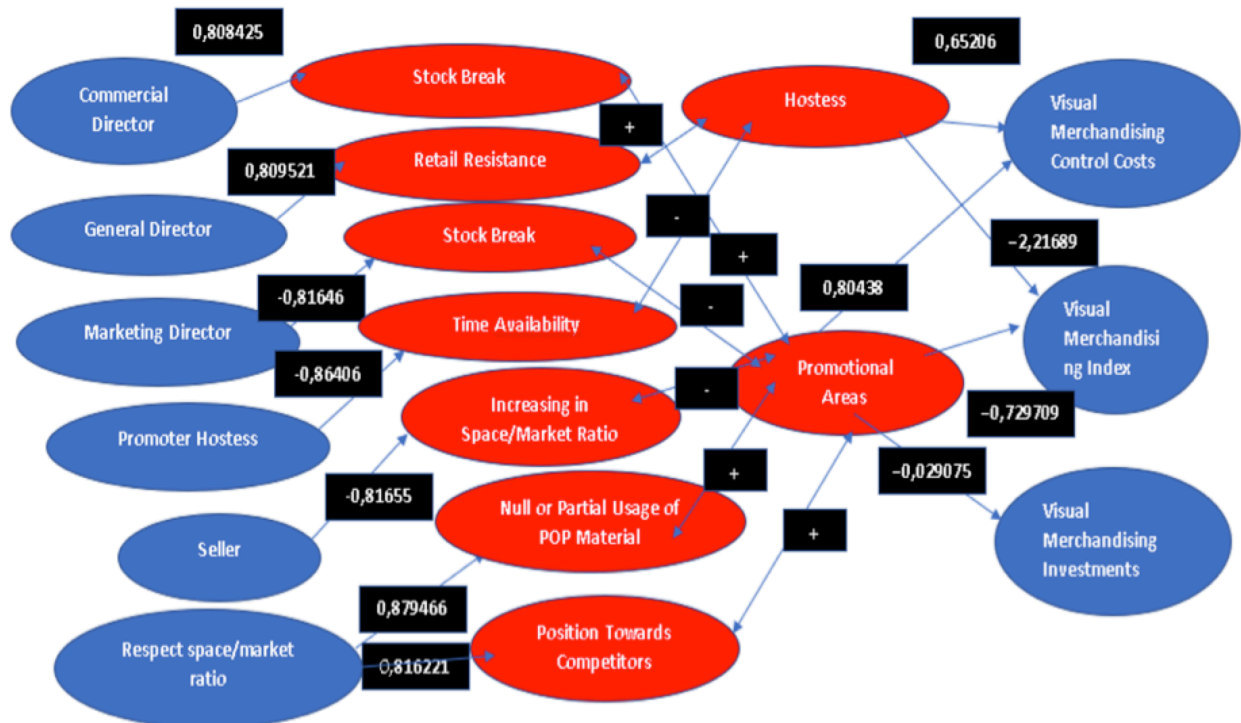 0,808425
0,65206
Commercial
Director
Stock Break
Hostess
Visual
Merchandising
Control Costs
+
Retail Resistance
0,809521
General Director
-
Stock Break
+
−2,21689
-0,81646
0,80438
-
Marketing Director
Time Availability
Visual
Merchandisi
ng Index
-0,86406
Promotional
Areas
-
Increasing in
Space/Market Ratio
−0,729709
Promoter Hostess
+
−0,029075
-0,81655
Null or Partial Usage of
POP Material
Visual
Merchandising
Investments
+
Seller
0,879466
Respect space/market
ratio
Position Towards
Competitors
0,816221